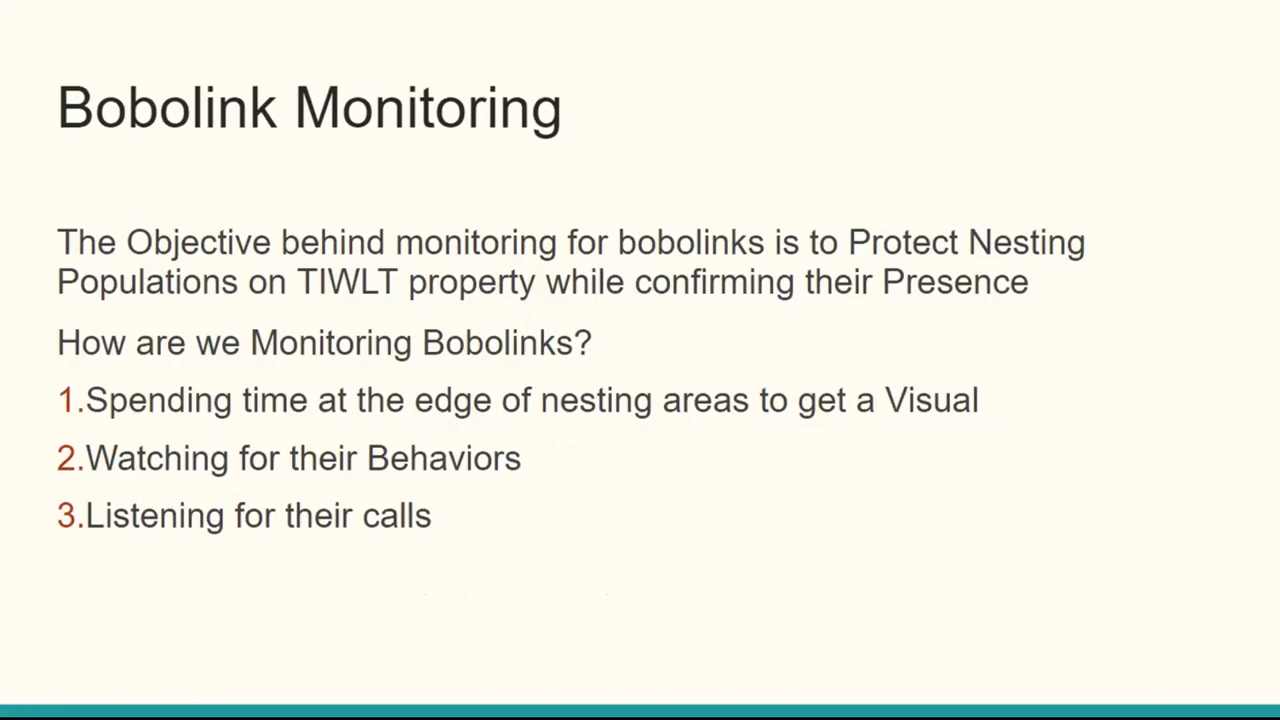 Bobolink Monitoring
The Objective behind monitoring for bobolinks is to Protect Nesting
Populations on TIWLT property while confirming their Presence
How are we Monitoring Bobolinks?
1.Spending time at the edge of nesting areas to get a Visual
2.Watching for their Behaviors
3.Listening for their calls